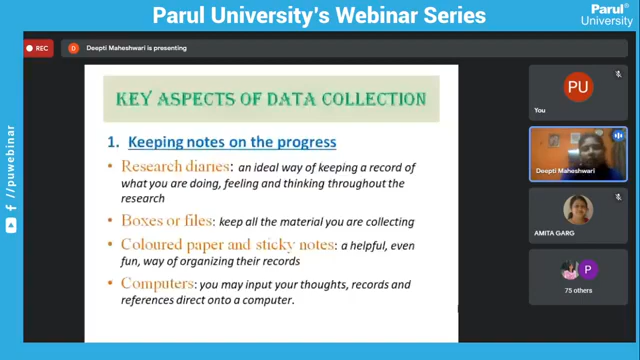 Parul University's Webinar Series
Parul®
University
REC
D
Deepti Maheshwari is presenting
KEY ASPECTS OF DATA COLLECTION
1. Keeping notes on the progress
• Research diaries: an ideal way of keeping a record of
what you are doing, feeling and thinking throughout the
research
• Boxes or files: keep all the material you are collecting
• Coloured paper and sticky notes: a helpful, even
fun, way of organizing their records
• Computers: you may input your thoughts, records and
references direct onto a computer.
PU
You
Deepti Maheshwari
AMITA GARG
P
75 others
/puwebinar